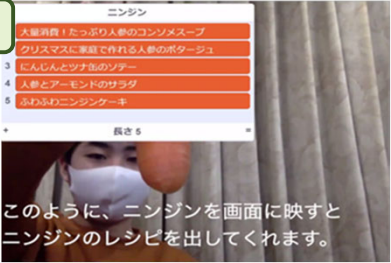 ニンジン
大量消費！たっぷり人参のコンソメスープ
クリスマスに家庭で作れる人参のポタージュ
3 にんじんとツナ缶のソテー
4 人参とアーモンドのサラダ
5 ふわふわニンジンケーキ
+ 長さ 5 =
このように、ニンジンを画面に映すと
ニンジンのレシピを出してくれます。